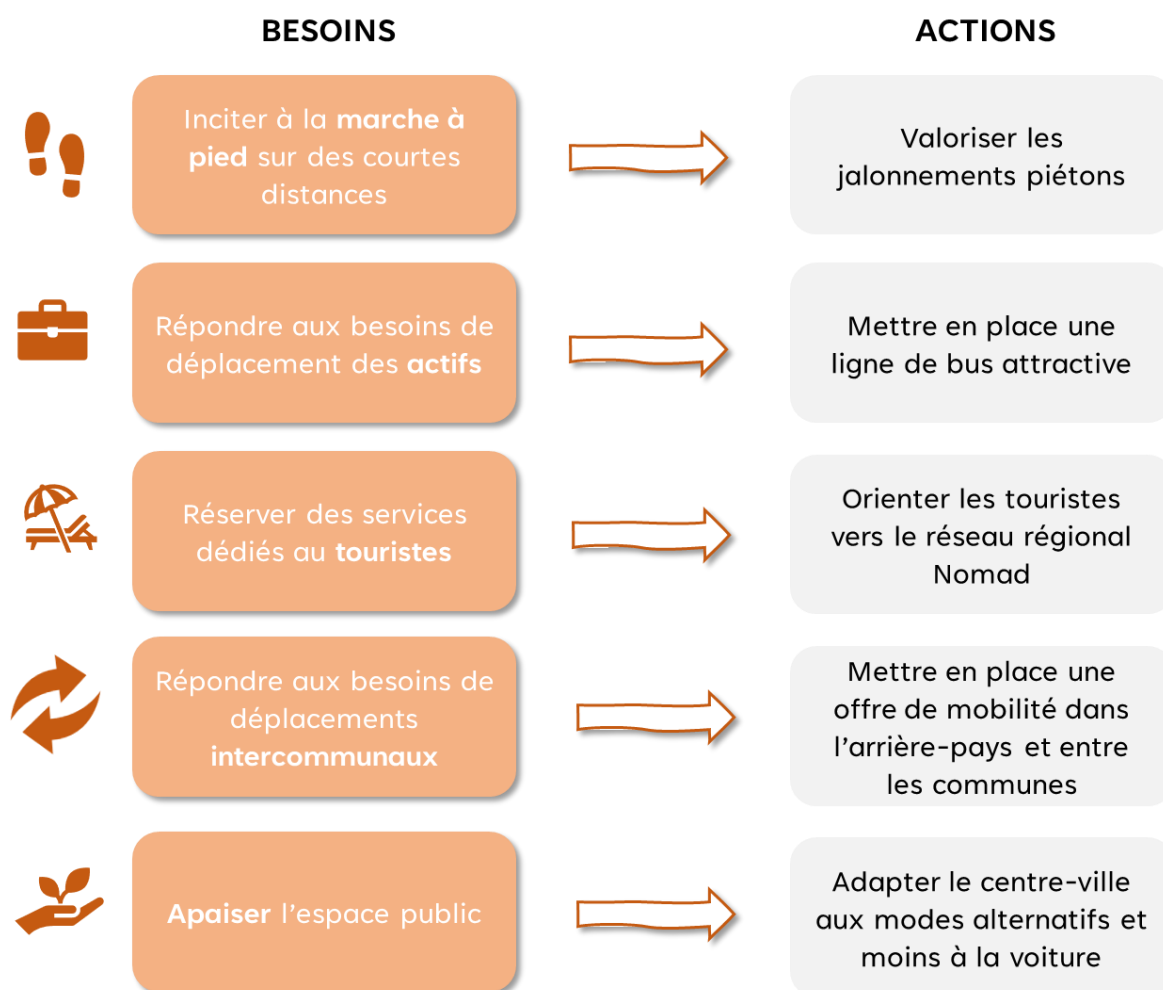 BESOINS
ACTIONS
Inciter à la marche à
pied sur des courtes
distances
Valoriser les
jalonnements piétons
Répondre aux besoins de
déplacement des actifs
Mettre en place une
ligne de bus attractive
Réserver des services
dédiés au touristes
Orienter les touristes
vers le réseau régional
Nomad
Répondre aux besoins de
déplacements
intercommunaux
Mettre en place une
offre de mobilité dans
l'arrière-pays et entre
les communes
Apaiser l'espace public
Adapter le centre-ville
aux modes alternatifs et
moins à la voiture